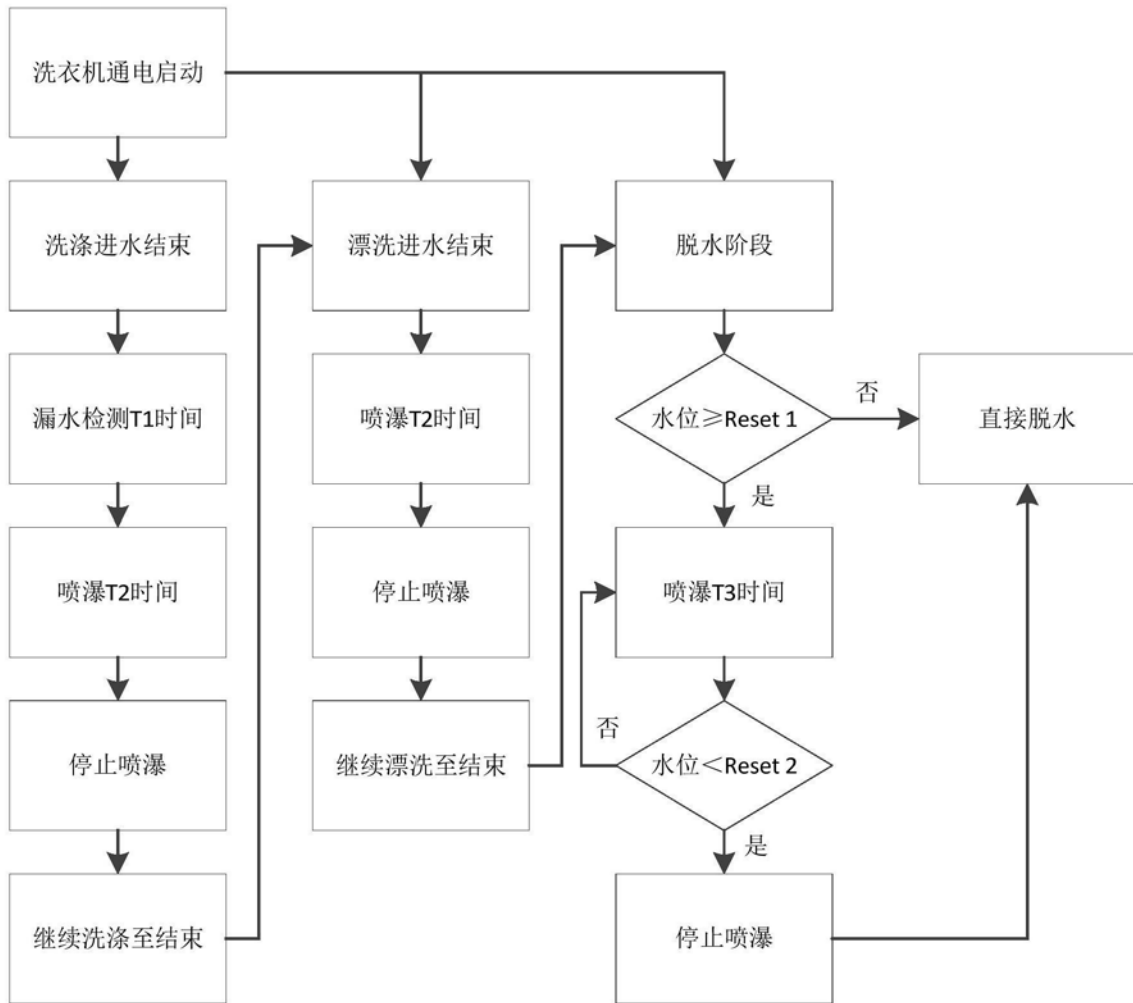 洗衣机通电启动
洗涤进水结束
漏水检测T1时间
喷瀑T2时间
停止喷瀑
继续洗涤至结束
漂洗进水结束
喷瀑T2时间
停止喷瀑
继续漂洗至结束
脱水阶段
水位≥Reset 1
否
直接脱水
是
喷瀑T3时间
否
水位＜Reset 2
是
停止喷瀑